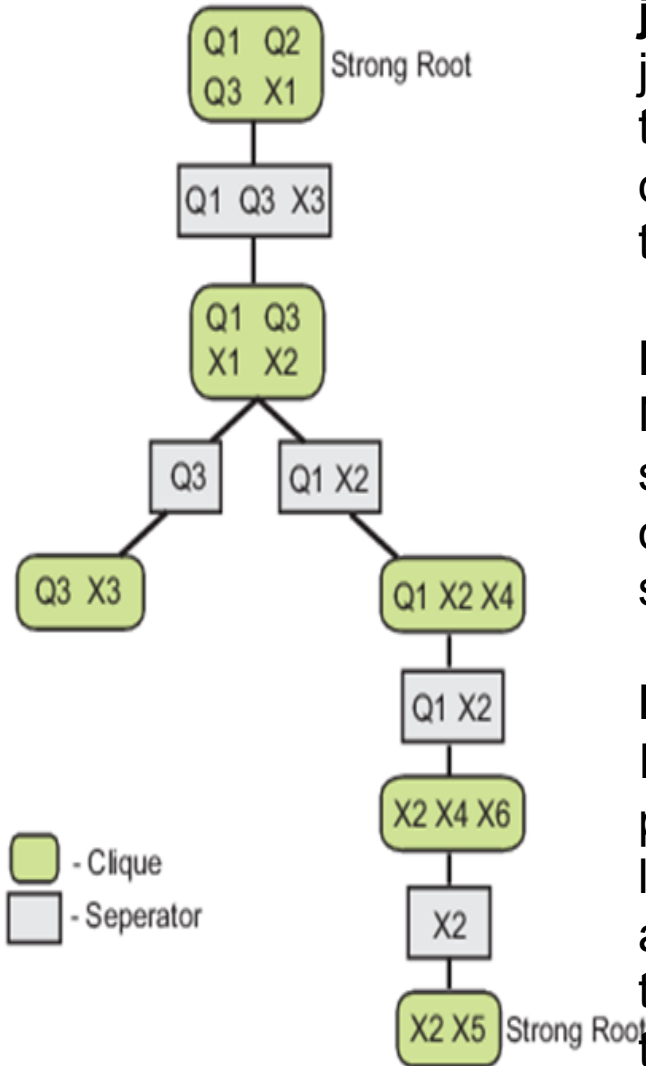 Q1 Q2
Q3 X1
Strong Root
Q1 Q3 X3
Q1 Q3
X1 X2
Q3
Q1 X2
Q3 X3
Q1 X2 X4
Q1 X2
X2 X4 X6
- Clique
- Seperator
X2
X2 X5
Strong Root